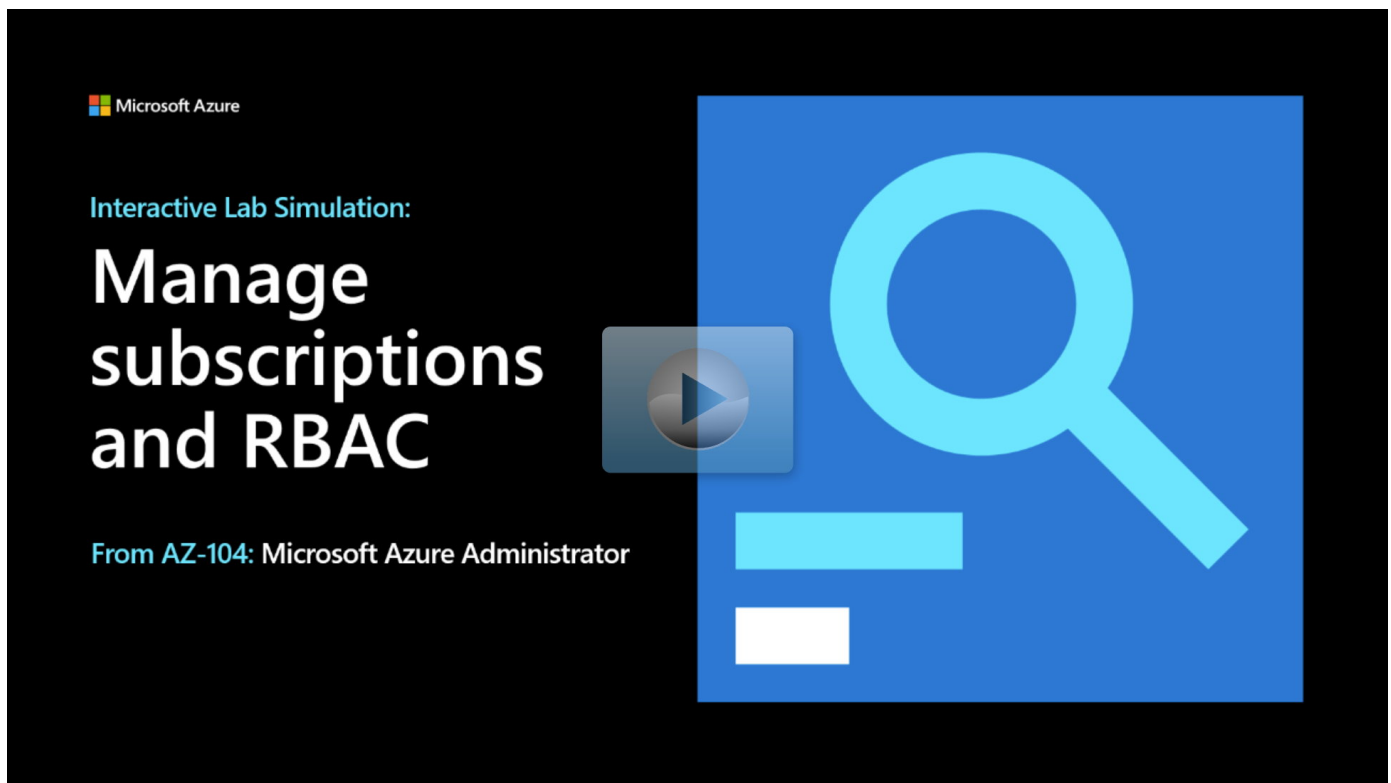 Microsoft Azure
Interactive Lab Simulation:
Manage
subscriptions
and RBAC
From AZ-104: Microsoft Azure Administrator